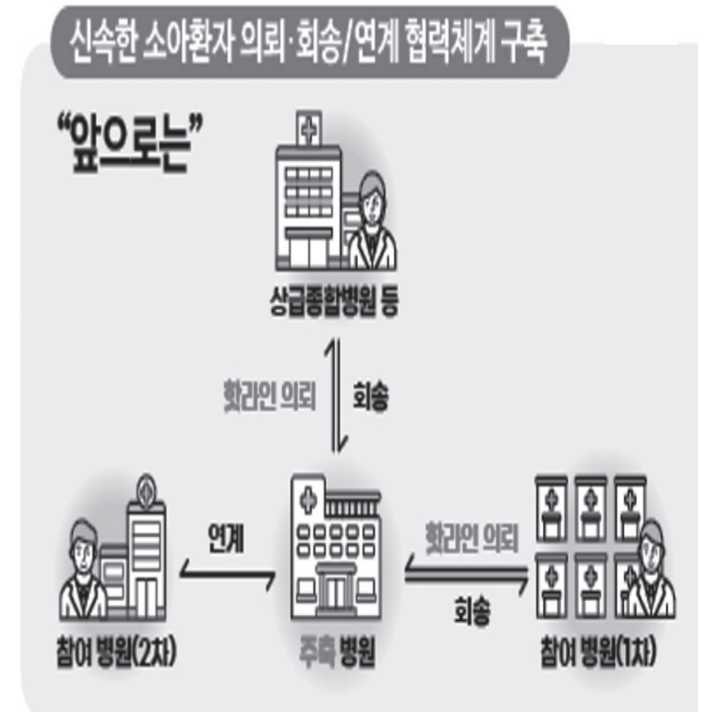 신속한 소아환자 의뢰·회송/연계 협력체계 구축
“앞으로는”
상급종합병원 등
핫라인 의뢰
회송
연계
핫라인 의뢰
회송
참여 병원(2차)
주축 병원
참여 병원(1차)